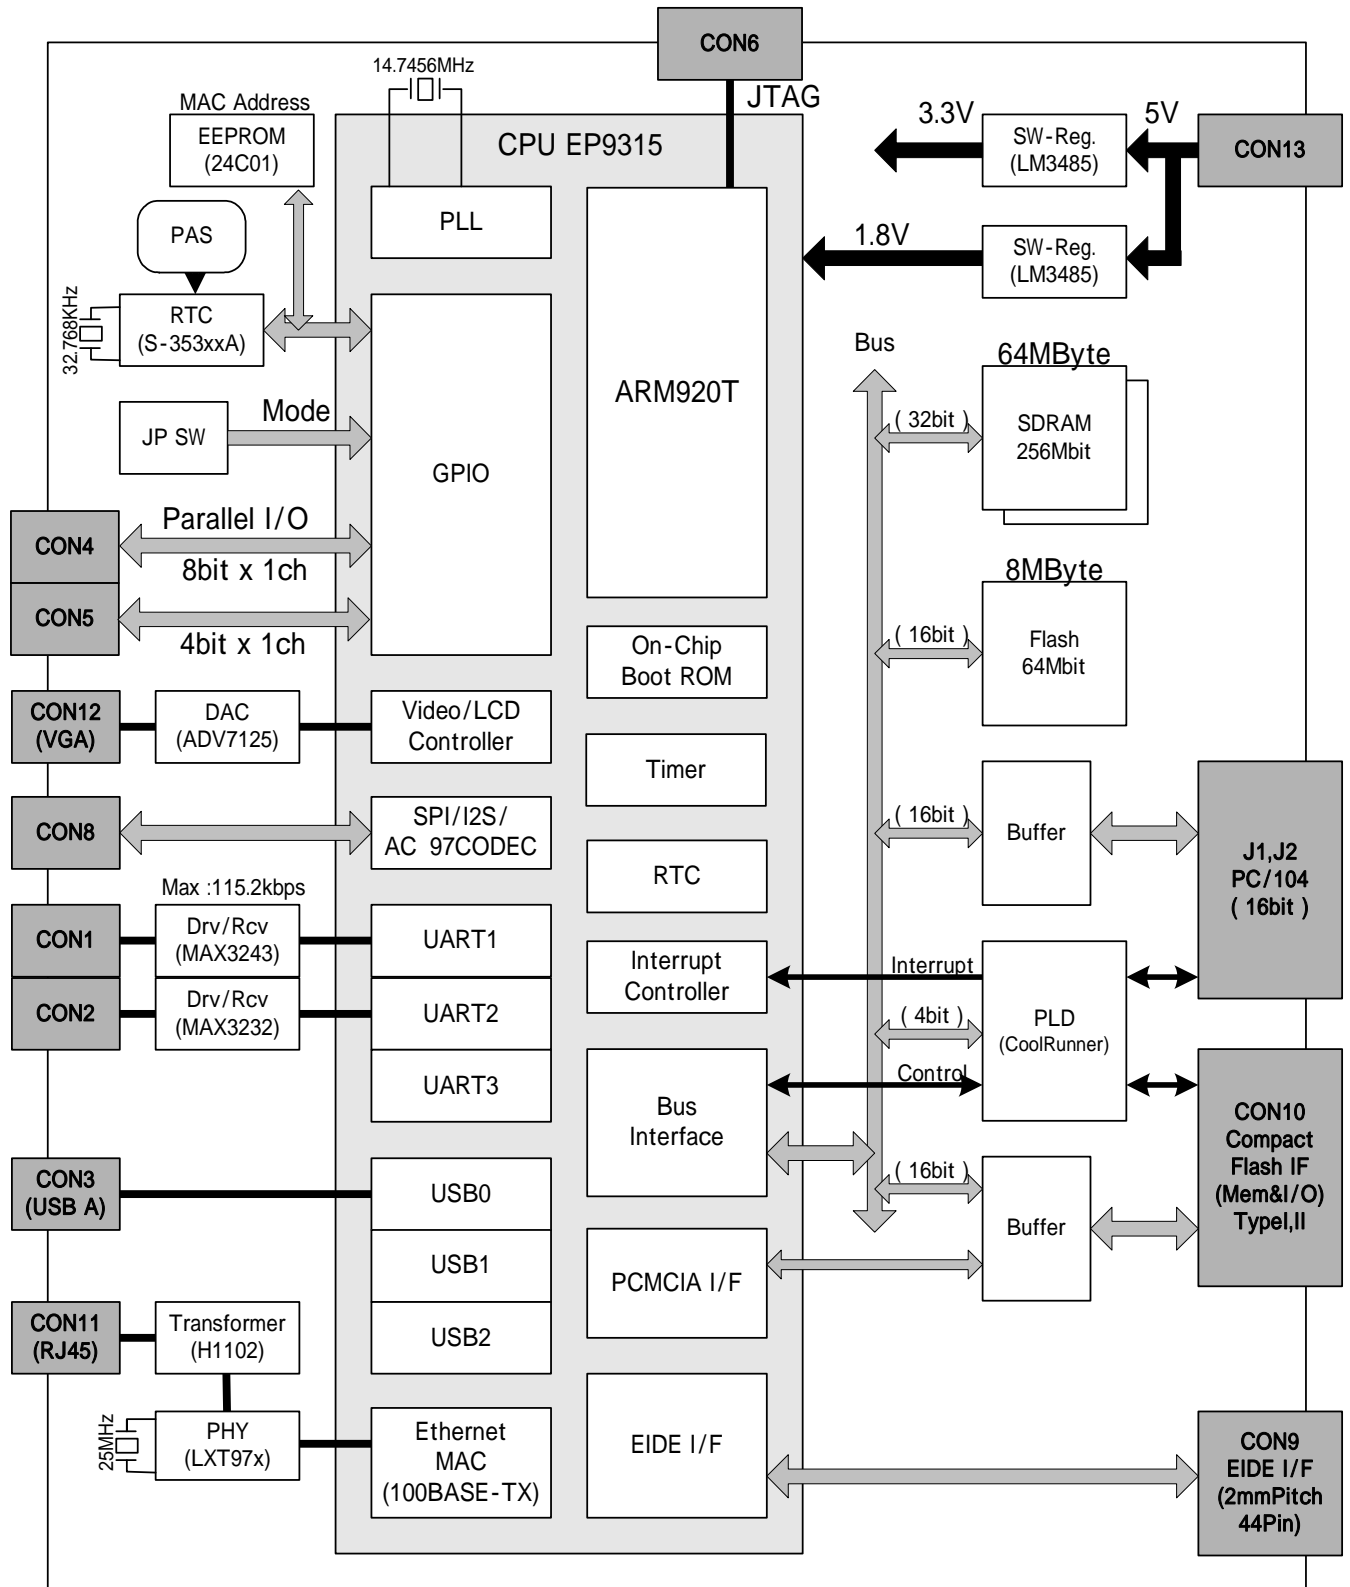 CON6
14.7456MHz
JTAG
MAC Address
EEPROM
(24C01)
CPU EP9315
3.3V
SW-Reg.
(LM3485)
5V
CON13
PAS
PLL
1.8V
SW-Reg.
(LM3485)
32.768KHz
RTC
(S-353xxA)
ARM920T
Bus
64MByte
SDRAM
256Mbit
( 32bit )
JP SW
Mode
GPIO
CON4
Parallel I/O
8bit x 1ch
CON5
4bit x 1ch
8MByte
Flash
64Mbit
( 16bit )
On-Chip
Boot ROM
CON12
(VGA)
DAC
(ADV7125)
Video/LCD
Controller
Timer
CON8
SPI/I2S/
AC 97CODEC
( 16bit )
Buffer
J1,J2
PC/104
( 16bit )
RTC
Max :115.2kbps
CON1
Drv/Rcv
(MAX3243)
UART1
Interrupt
Controller
Interrupt
CON2
Drv/Rcv
(MAX3232)
UART2
( 4bit )
PLD
(CoolRunner)
UART3
Control
Bus
Interface
CON10
Compact
Flash IF
(Mem&I/O)
TypeI,II
CON3
(USB A)
USB0
( 16bit )
Buffer
USB1
PCMCIA I/F
USB2
CON11
(RJ45)
Transformer
(H1102)
25MHz
PHY
(LXT97x)
Ethernet
MAC
(100BASE-TX)
EIDE I/F
CON9
EIDE I/F
(2mmPitch
44Pin)